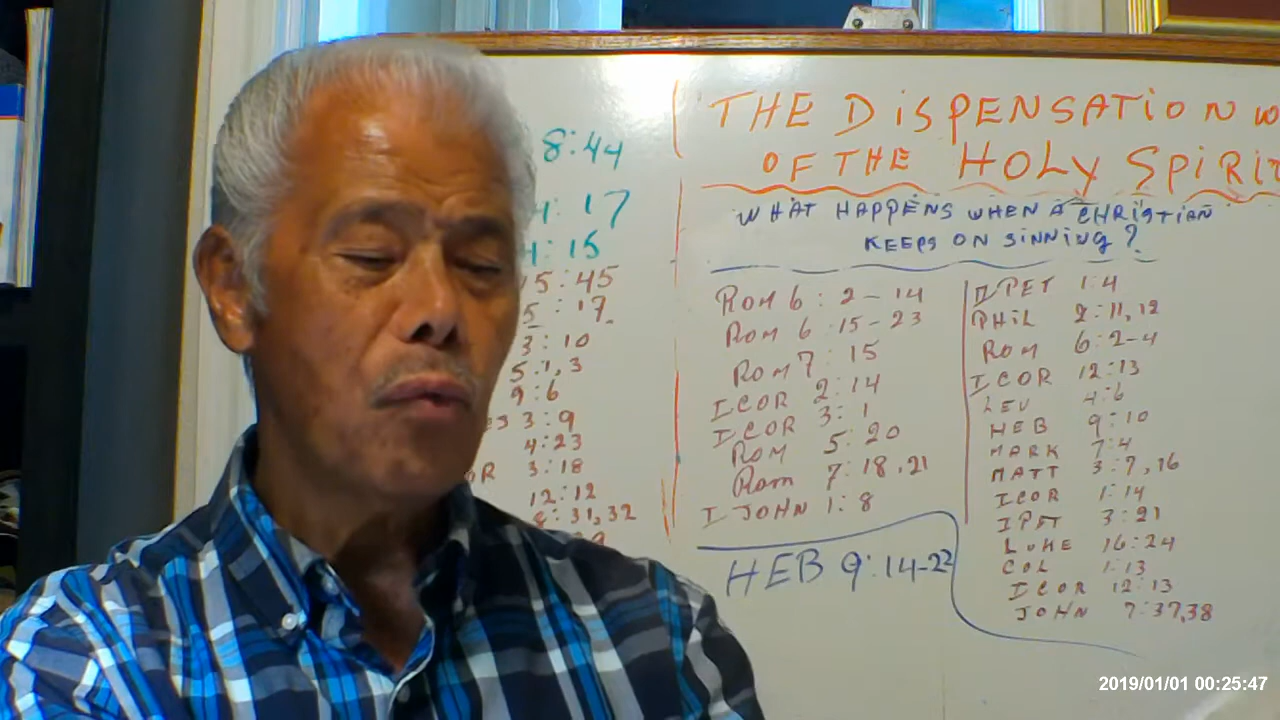 8:44
: 17
: 15
5:45
5:17
3:10
5:1,3
9:6
3:9
4:23
3:18
12:12
8:31,32
THE DISPENSATION
OF THE HOLY SPIRIT
WHAT HAPPENS WHEN A CHRISTIAN
KEEPS ON SINNING?
ROM 6:2-14
ROM 6:15-23
ROM 7:15
I COR 2:14
I COR 3:1
ROM 5:20
ROM 7:18,21
I JOHN 1:8
HEB 9:14-22
II PET 1:4
PHIL 2:11,12
ROM 6:2-4
I COR 12:13
LEV 4:6
HEB 9:10
MARK 7:4
MATT 3:7,16
I COR 1:14
I PET 3:21
LUKE 16:24
COL 1:13
I COR 12:13
JOHN 7:37,38
2019/01/01 00:25:47